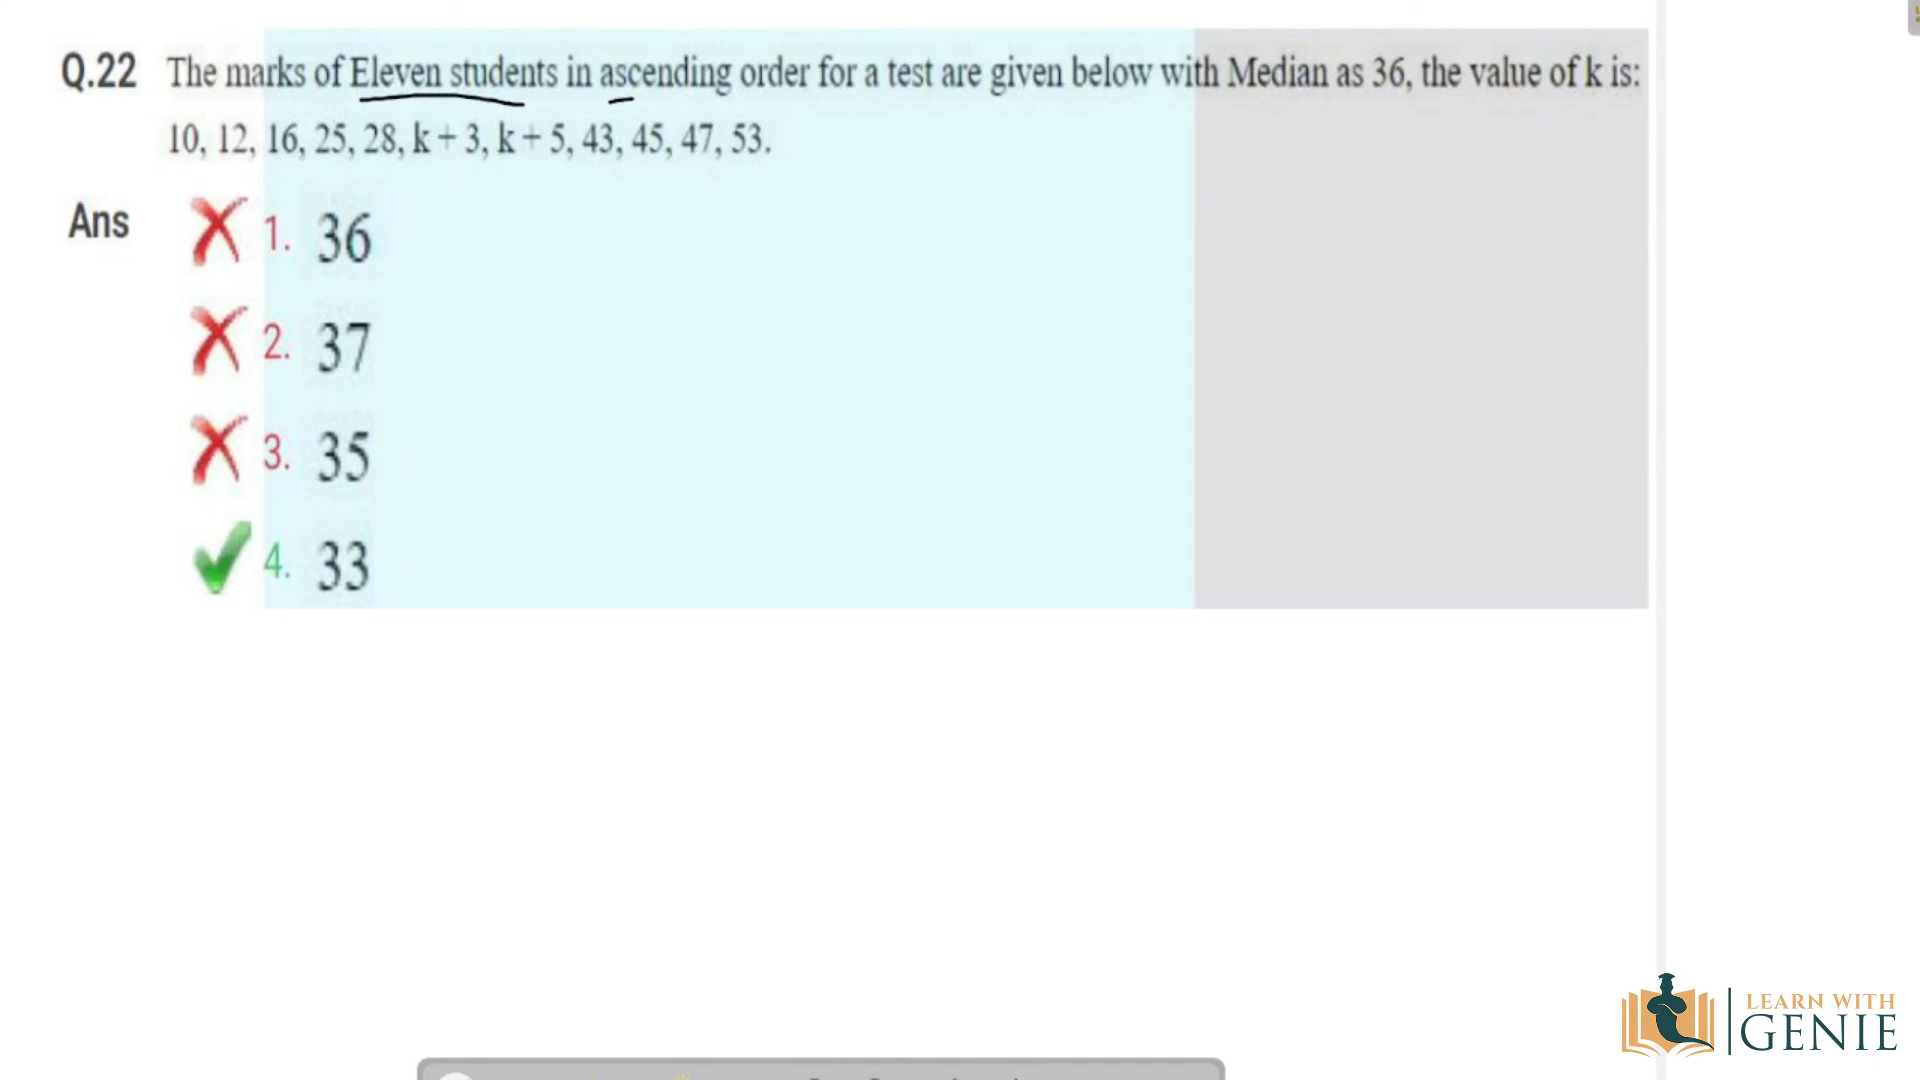 Q.22 The marks of Eleven students in ascending order for a test are given below with Median as 36, the value of k is:
10, 12, 16, 25, 28, k + 3, k + 5, 43, 45, 47, 53.
Ans 1. 36
2. 37
3. 35
4. 33
LEARN WITH
GENIE